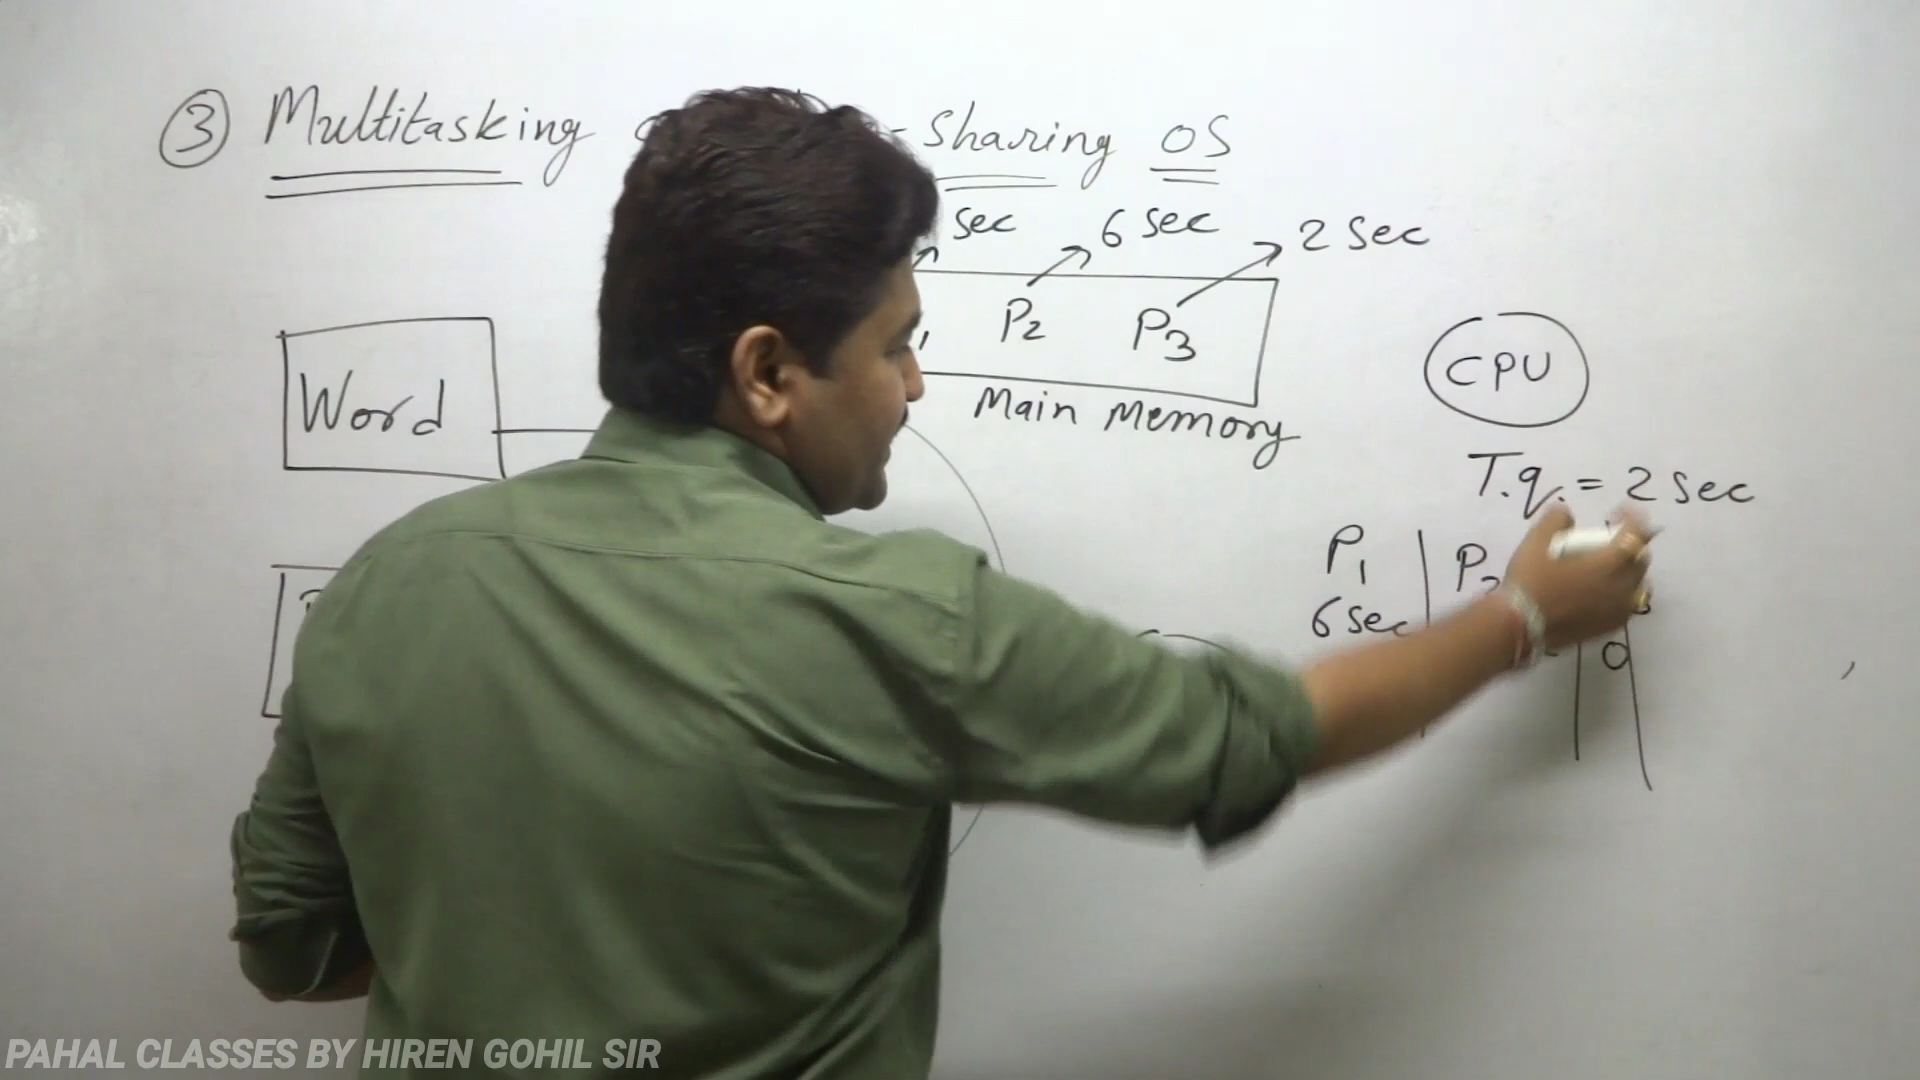 ③ Multitasking - Sharing OS
sec 6 sec 2 sec
P2 P3
CPU
Word
Main Memory
T.q. = 2 sec
P1 P2
6 sec
0
PAHAL CLASSES BY HIREN GOHIL SIR